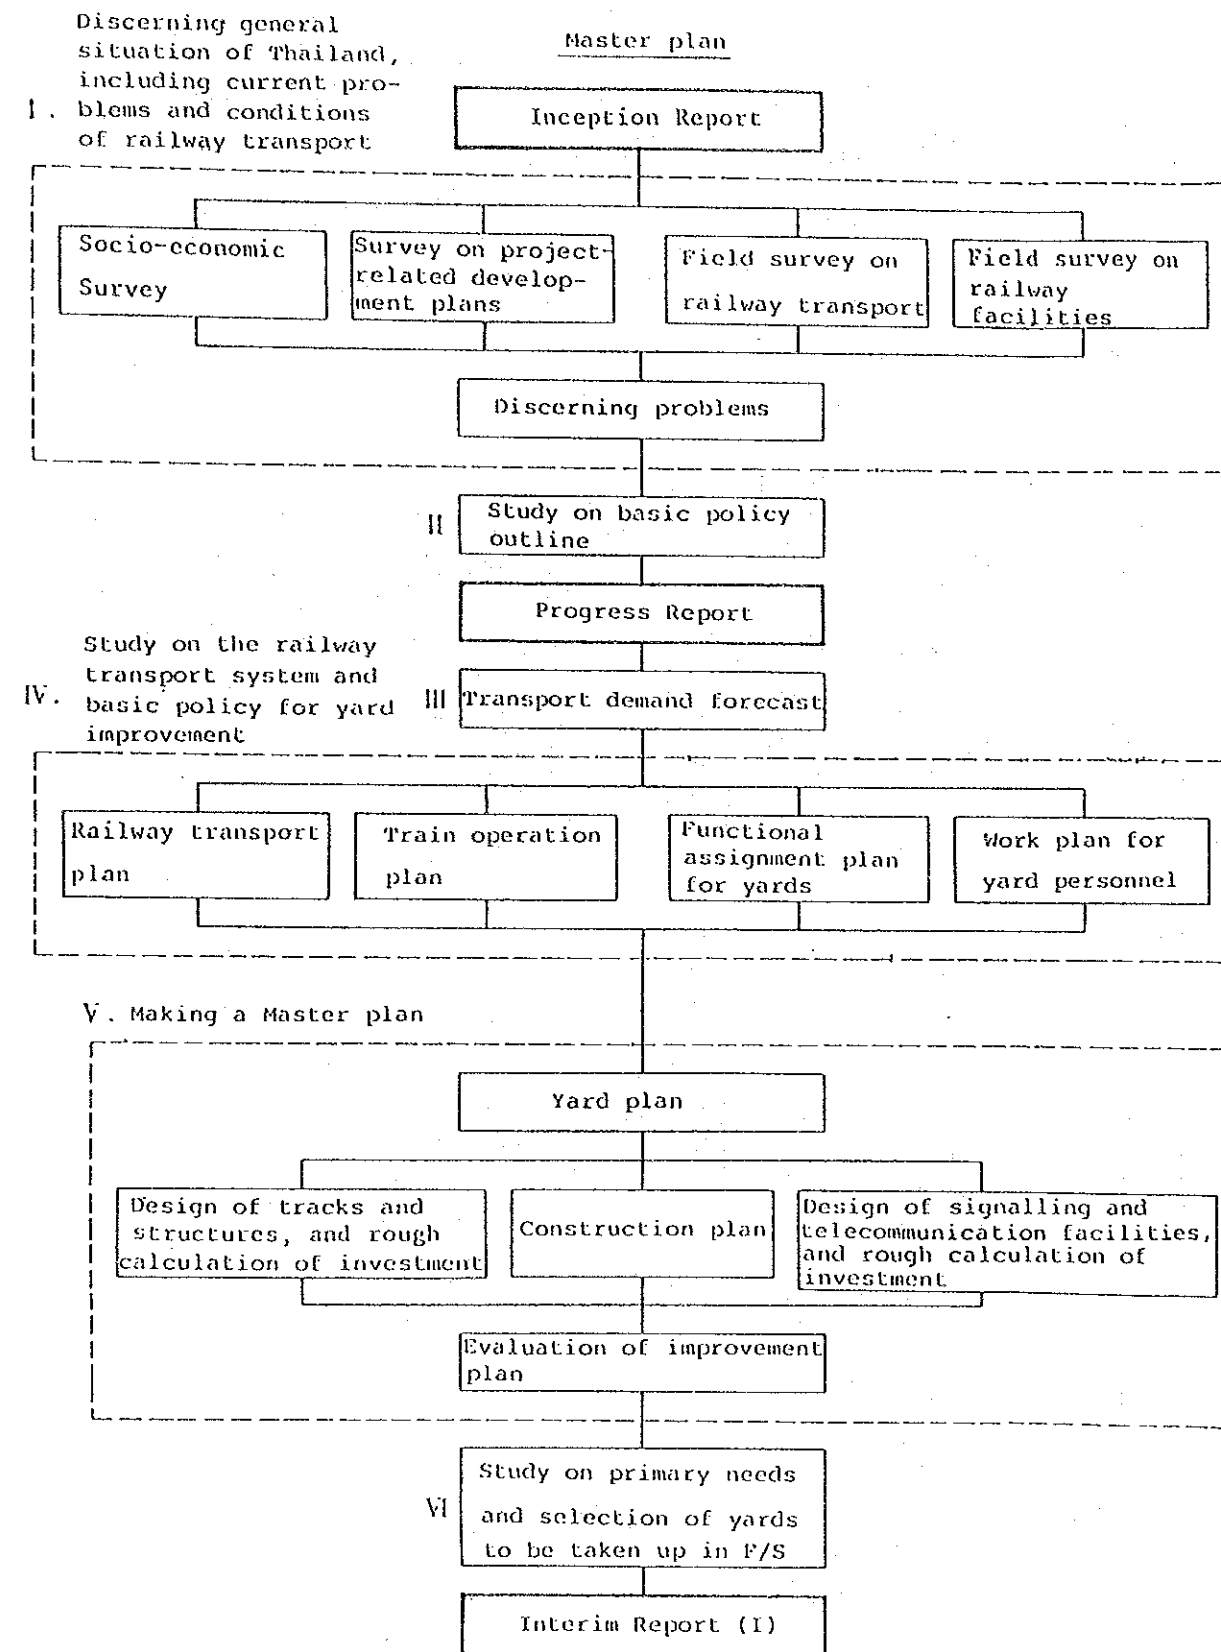 Master plan
Discerning general
situation of Thailand,
including current pro-
I. blems and conditions
of railway transport
Inception Report
Socio-economic
Survey
Survey on project-
related develop-
ment plans
Field survey on
railway transport
Field survey on
railway
facilities
Discerning problems
II
Study on basic policy
outline
Progress Report
Study on the railway
transport system and
IV. basic policy for yard
improvement
III
Transport demand forecast
Railway transport
plan
Train operation
plan
Functional
assignment plan
for yards
Work plan for
yard personnel
V. Making a Master plan
Yard plan
Design of tracks and
structures, and rough
calculation of investment
Construction plan
Design of signalling and
telecommunication facilities,
and rough calculation of
investment
Evaluation of improvement
plan
VI
Study on primary needs
and selection of yards
to be taken up in F/S
Interim Report (I)